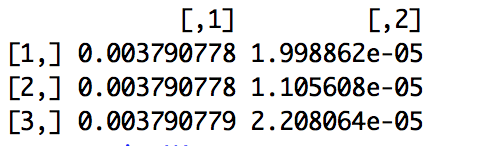 [,1] [,2]
[1,] 0.003790778 1.998862e-05
[2,] 0.003790778 1.105608e-05
[3,] 0.003790779 2.208064e-05